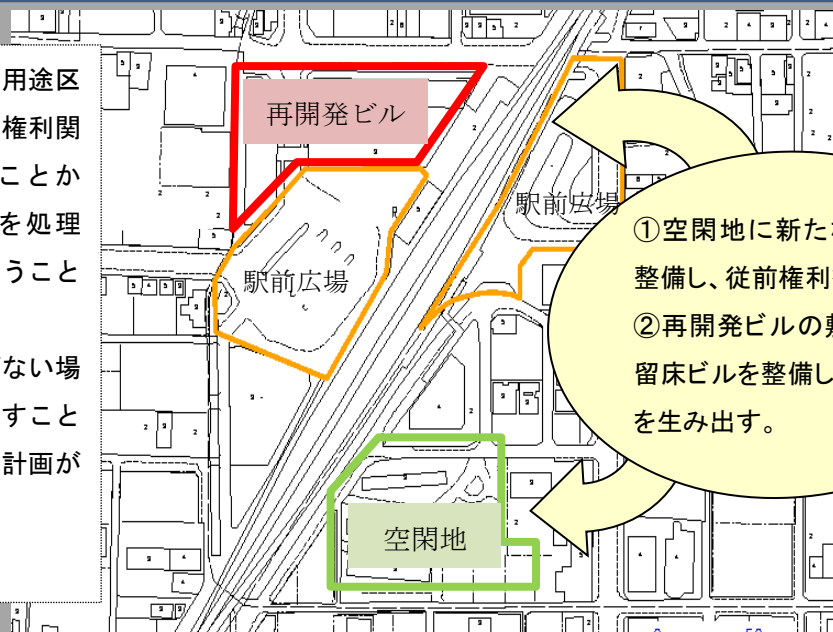 用途区
権利関
ことか
を処理
うこと
ない場
すこと
計画が
再開発ビル
駅前広場
駅前広場
空閑地
①空閑地に新た
整備し、従前権利
②再開発ビルの
留床ビルを整備し
を生み出す。